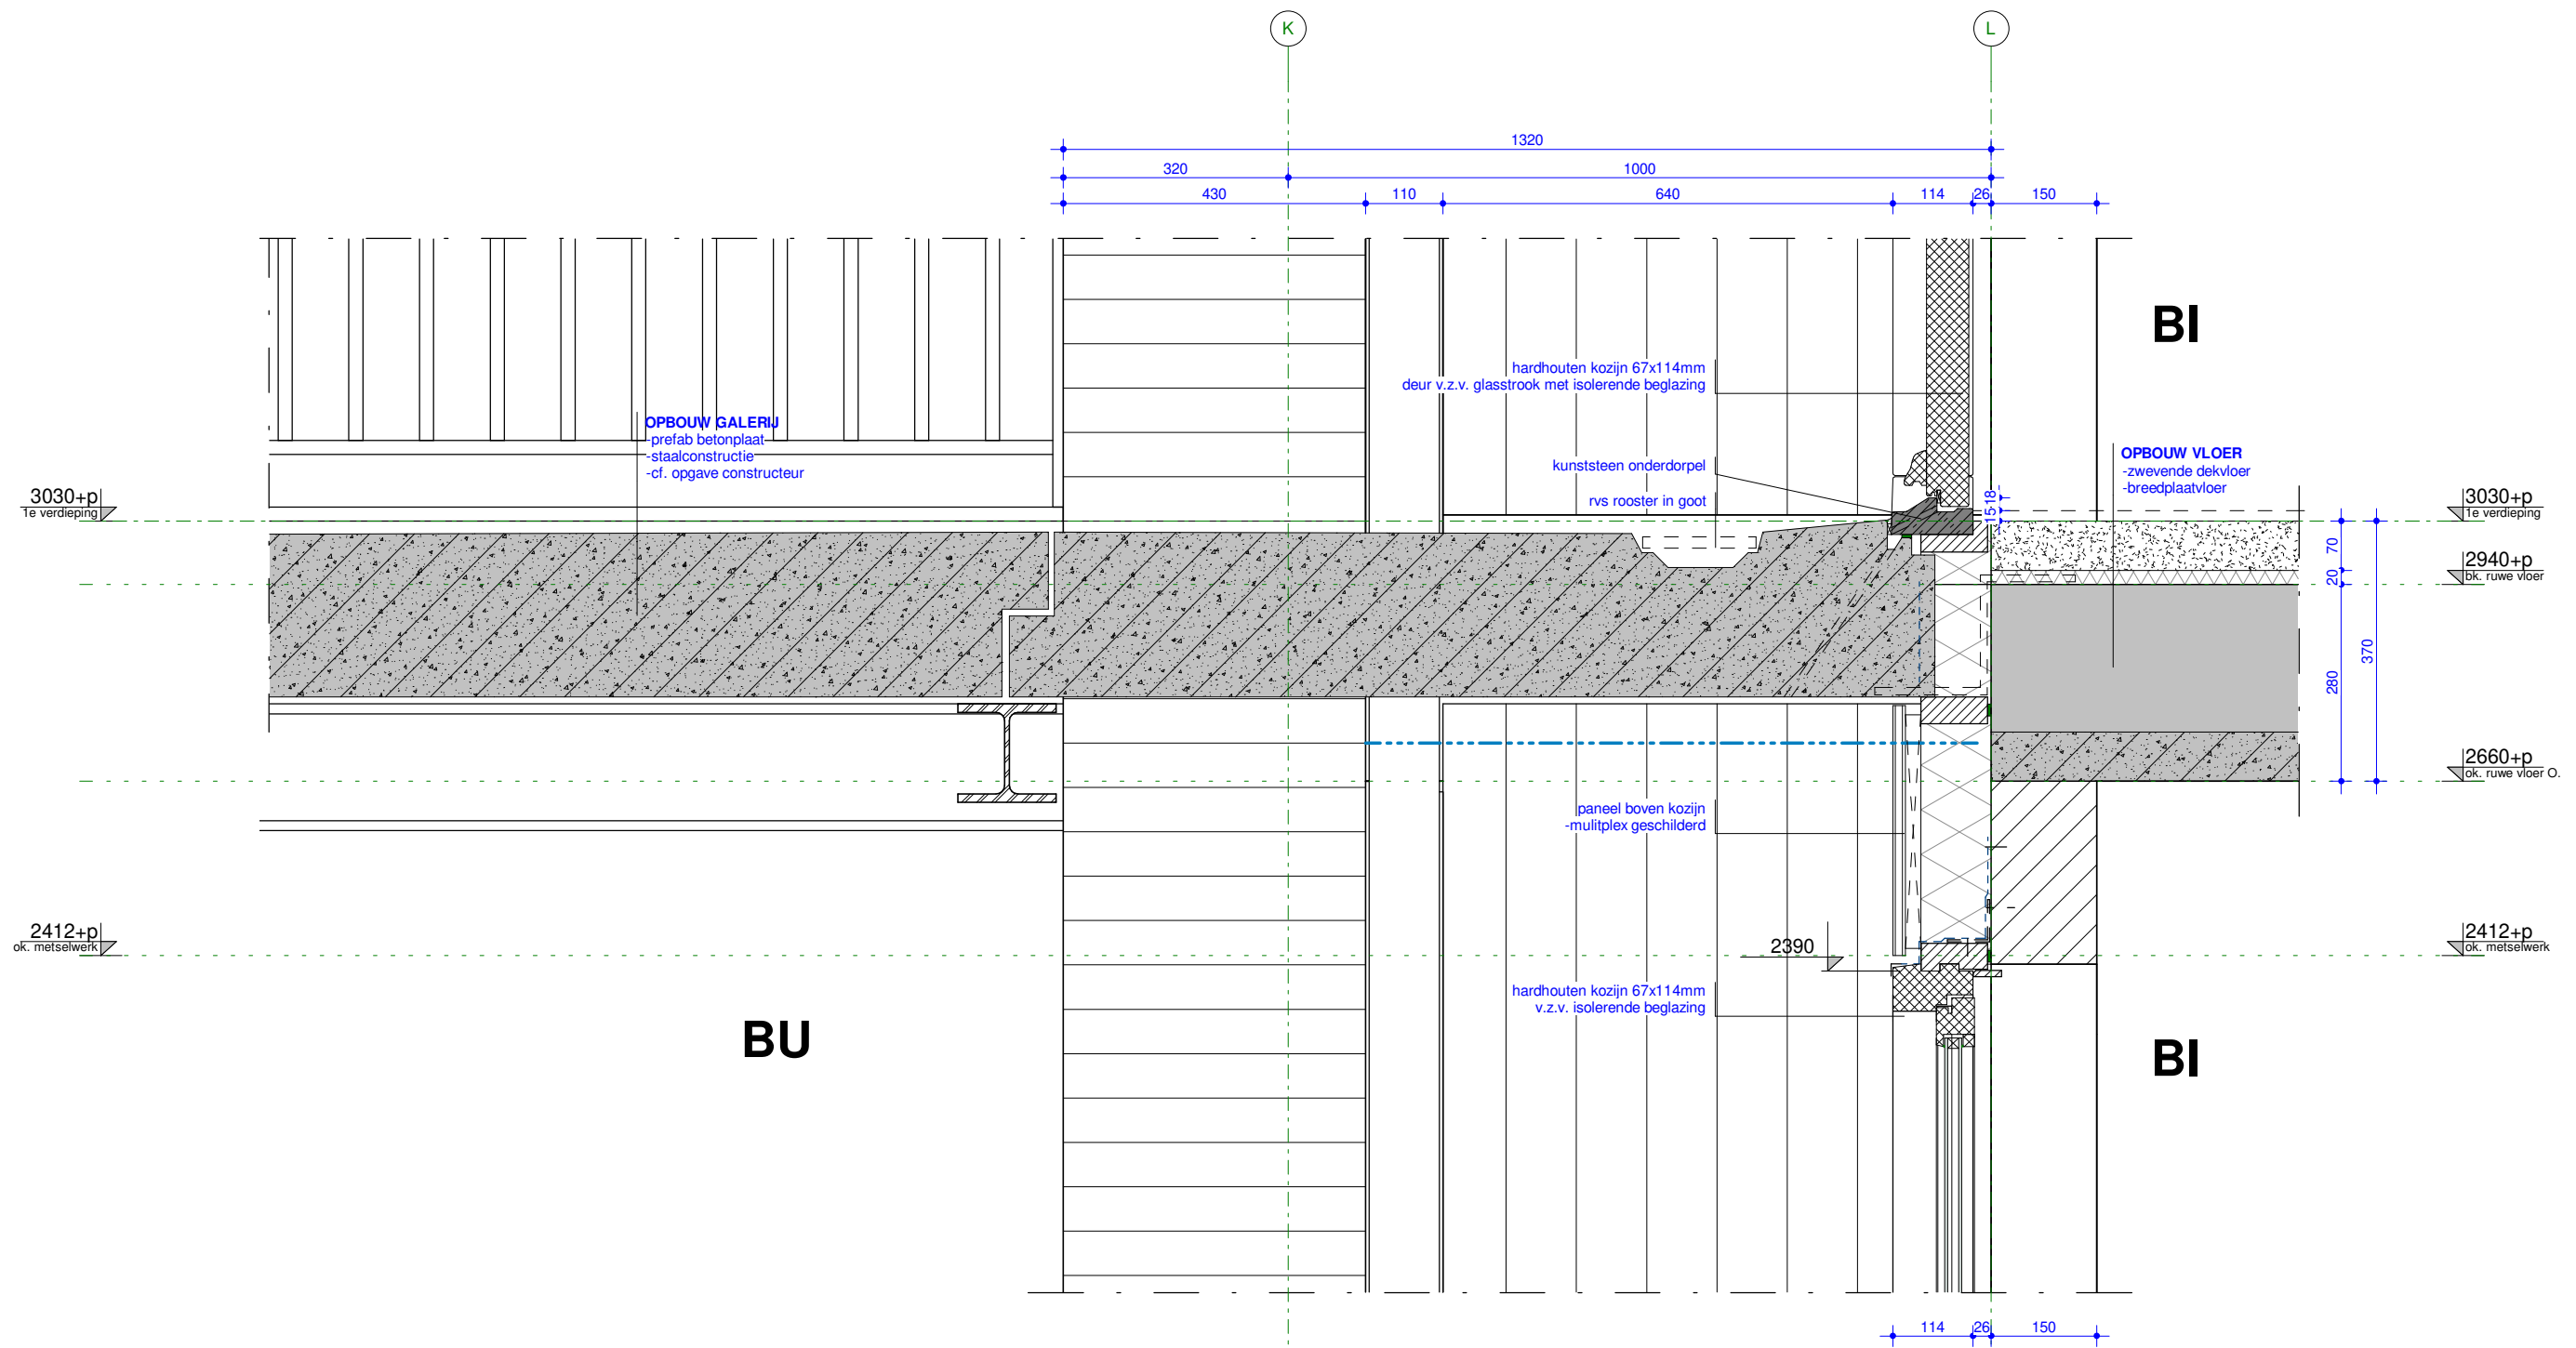 K
L
1320
320
1000
430
110
640
114
26
150
BI
hardhouten kozijn 67x114mm
deur v.z.v. glasstrook met isolerende beglazing
OPBOUW GALERIJ
-prefab betonplaat
-staalconstructie
-cf. opgave constructeur
kunststeen onderdorpel
rvs rooster in goot
OPBOUW VLOER
-zwevende dekvloer
-breedplaatvloer
3030+p
1e verdieping
15
18
3030+p
1e verdieping
70
20
280
370
2940+p
bk. ruwe vloer
2660+p
ok. ruwe vloer O.
paneel boven kozijn
-mulitplex geschilderd
2412+p
ok. metselwerk
2390
2412+p
ok. metselwerk
hardhouten kozijn 67x114mm
v.z.v. isolerende beglazing
BU
BI
114
26
150